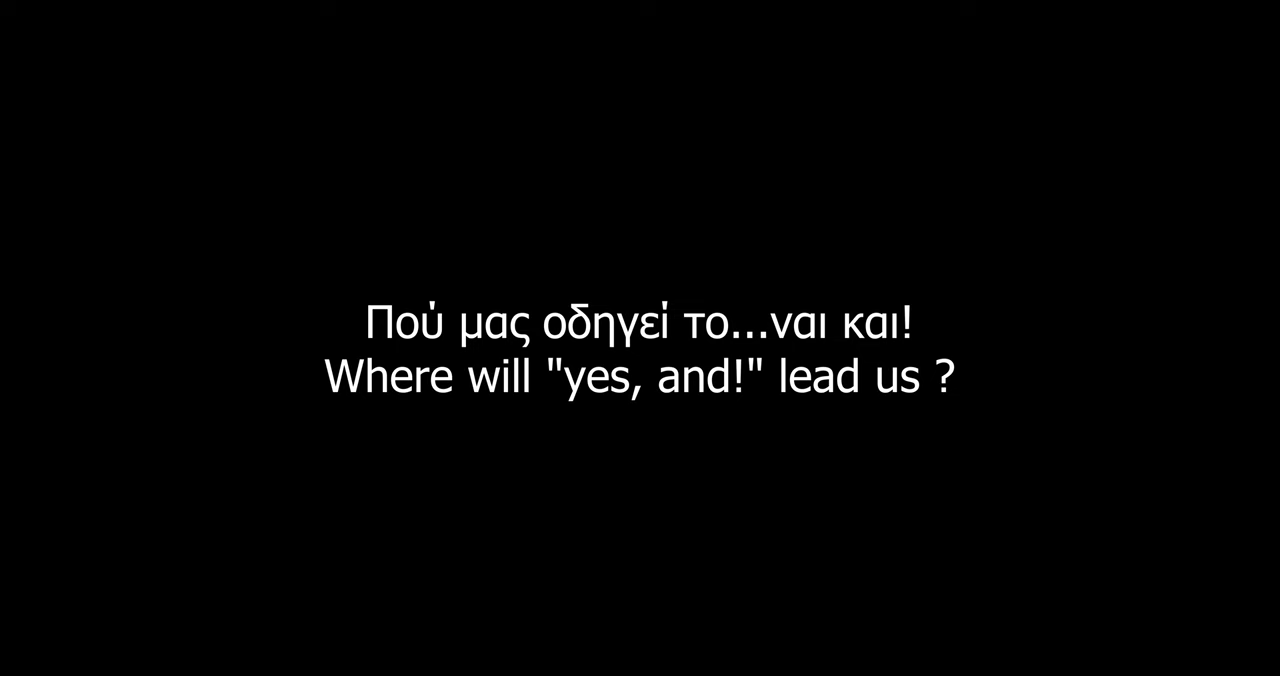 Πού μας οδηγεί το...ναι και!
Where will "yes, and!" lead us ?